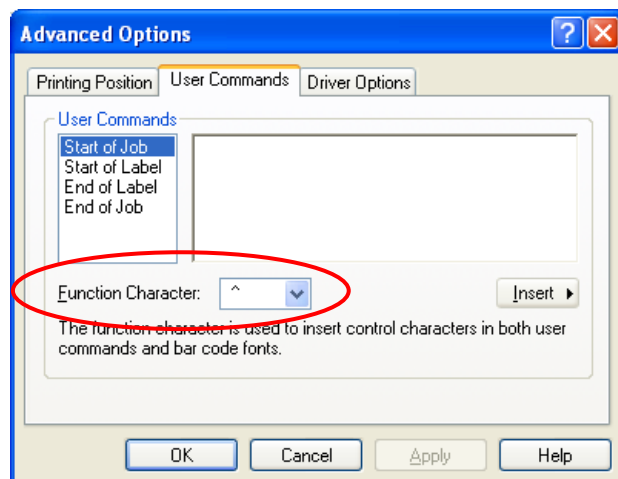 Advanced Options
Printing Position User Commands Driver Options
User Commands
Start of Job
Start of Label
End of Label
End of Job
Function Character: ^
Insert
The function character is used to insert control characters in both user
commands and bar code fonts.
OK Cancel Apply Help